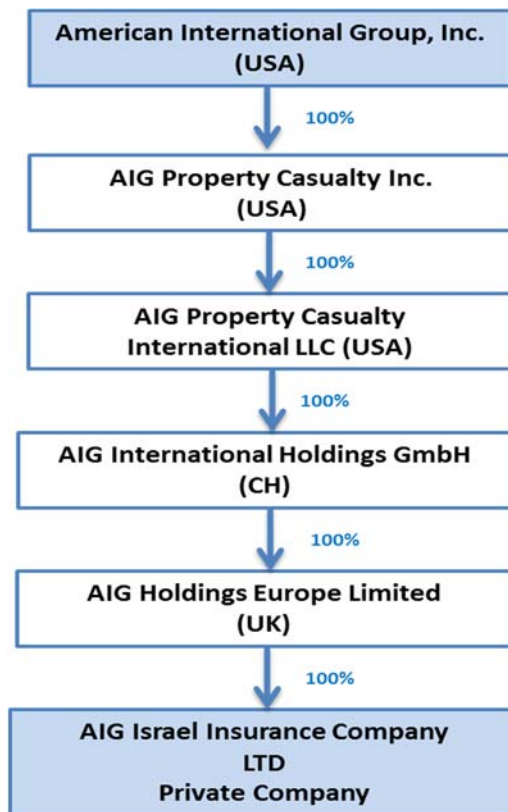 American International Group, Inc.
(USA)
100%
AIG Property Casualty Inc.
(USA)
100%
AIG Property Casualty
International LLC (USA)
100%
AIG International Holdings GmbH
(CH)
100%
AIG Holdings Europe Limited
(UK)
100%
AIG Israel Insurance Company
LTD
Private Company